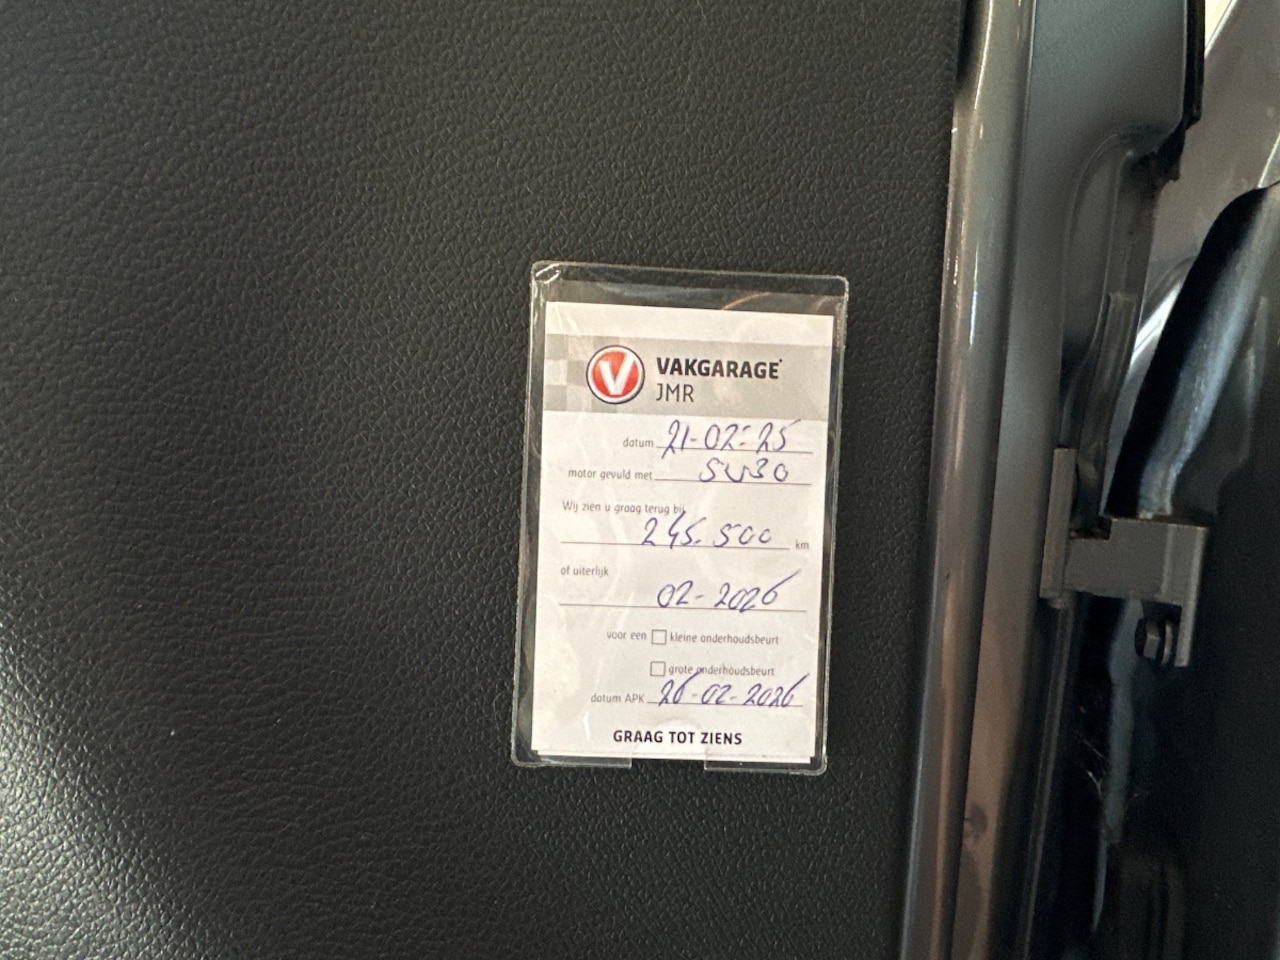 V VAKGARAGE
JMR
datum 21-02-25
motor gevuld met 5W30
Wij zien u graag terug bij
245.500 km
of uiterlijk
02-2026
voor een kleine onderhoudsbeurt
grote onderhoudsbeurt
datum APK 26-02-2026
GRAAG TOT ZIENS